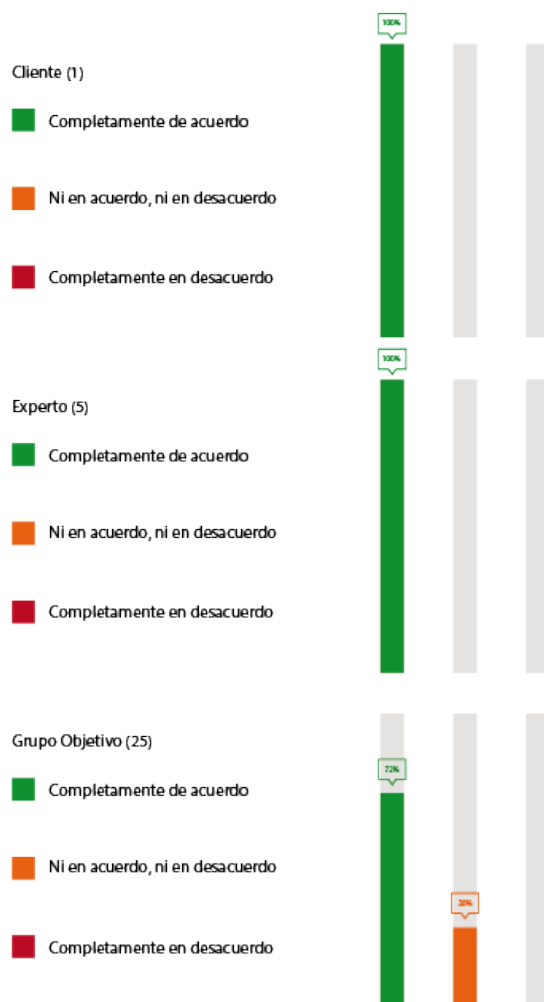 100%
Cliente (1)
Completamente de acuerdo
Ni en acuerdo, ni en desacuerdo
Completamente en desacuerdo
100%
Experto (5)
Completamente de acuerdo
Ni en acuerdo, ni en desacuerdo
Completamente en desacuerdo
Grupo Objetivo (25)
72%
Completamente de acuerdo
Ni en acuerdo, ni en desacuerdo
28%
Completamente en desacuerdo